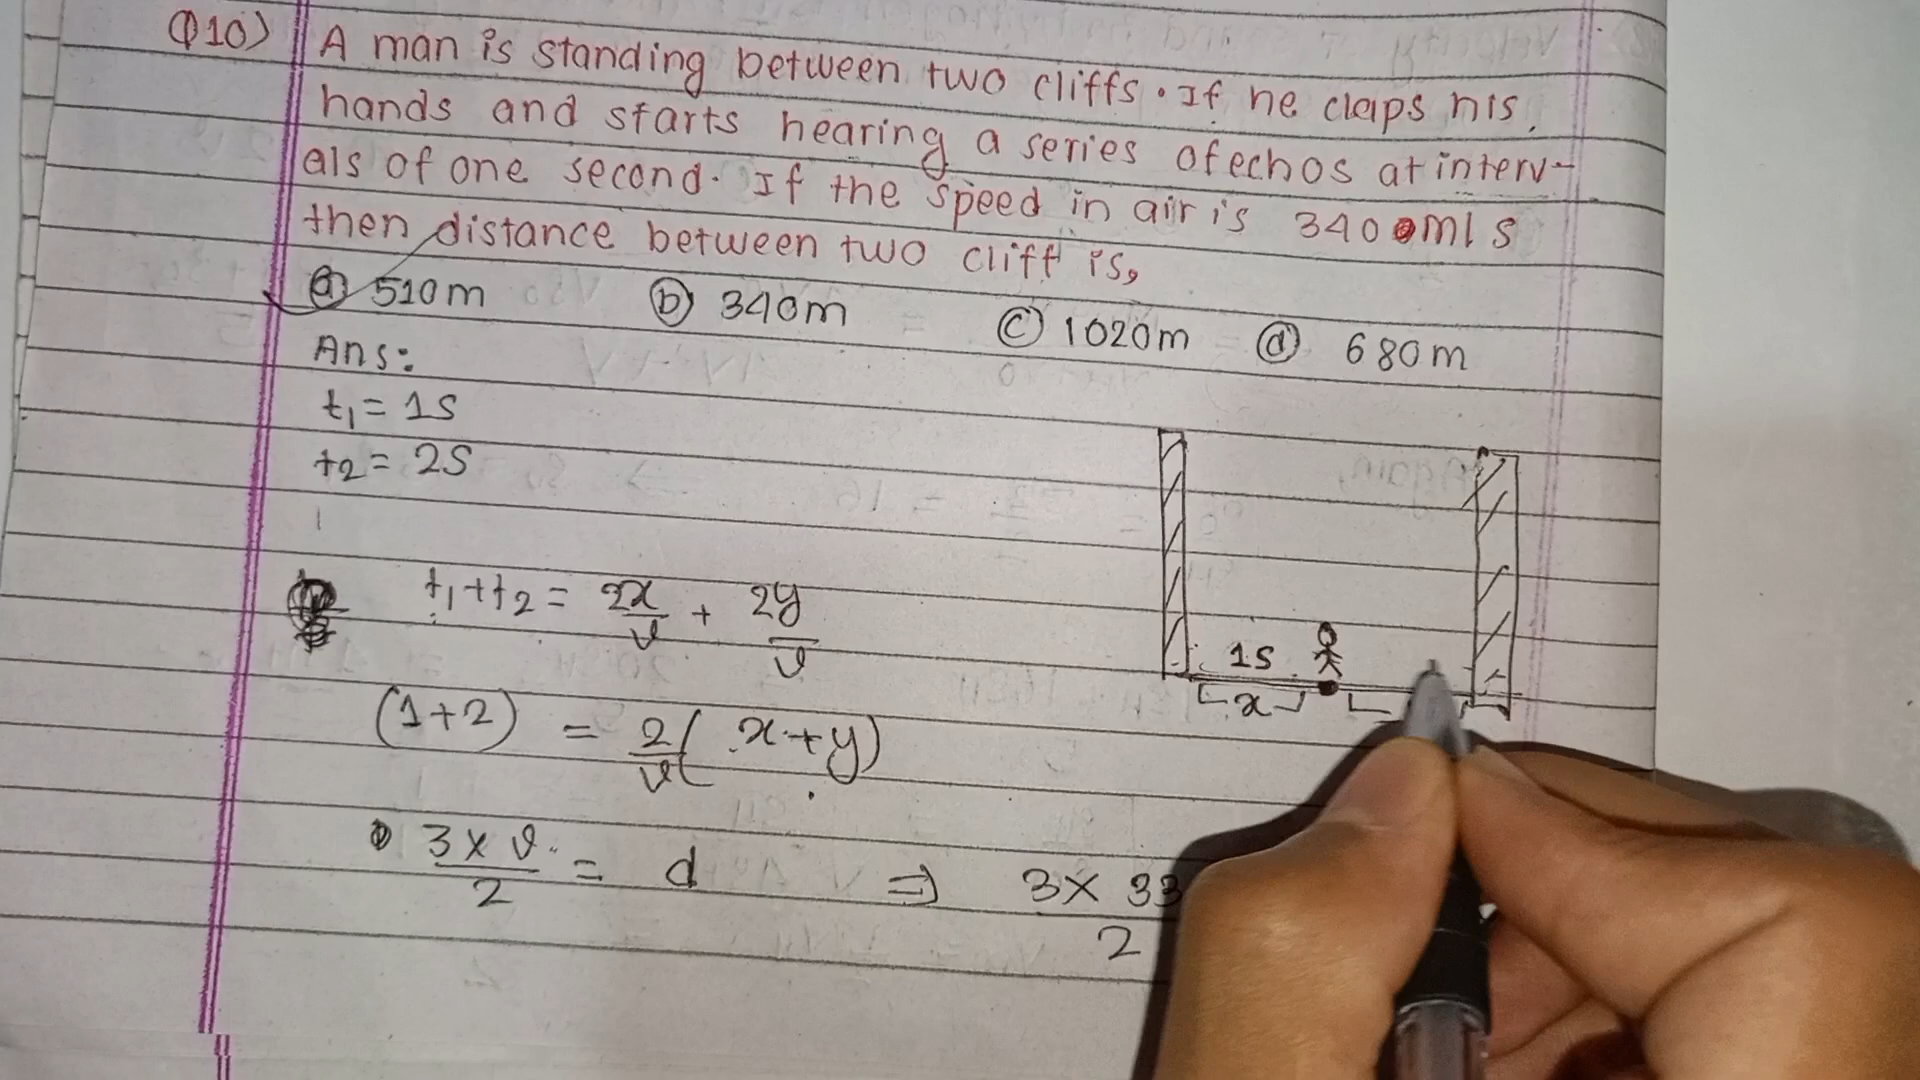 Q10) A man is standing between two cliffs. If he claps his
hands and starts hearing a series of echos at interv-
als of one second. If the speed in air is 340 m/s
then distance between two cliff is,
(a) 510m (b) 340m (c) 1020m (d) 680m
Ans:
t₁ = 1S
t₂ = 2S
t₁+t₂ = 2x/v + 2y/v
1S
x
(1+2) = 2/v (x+y)
3×v/2 = d ⇒ 3× 33
2